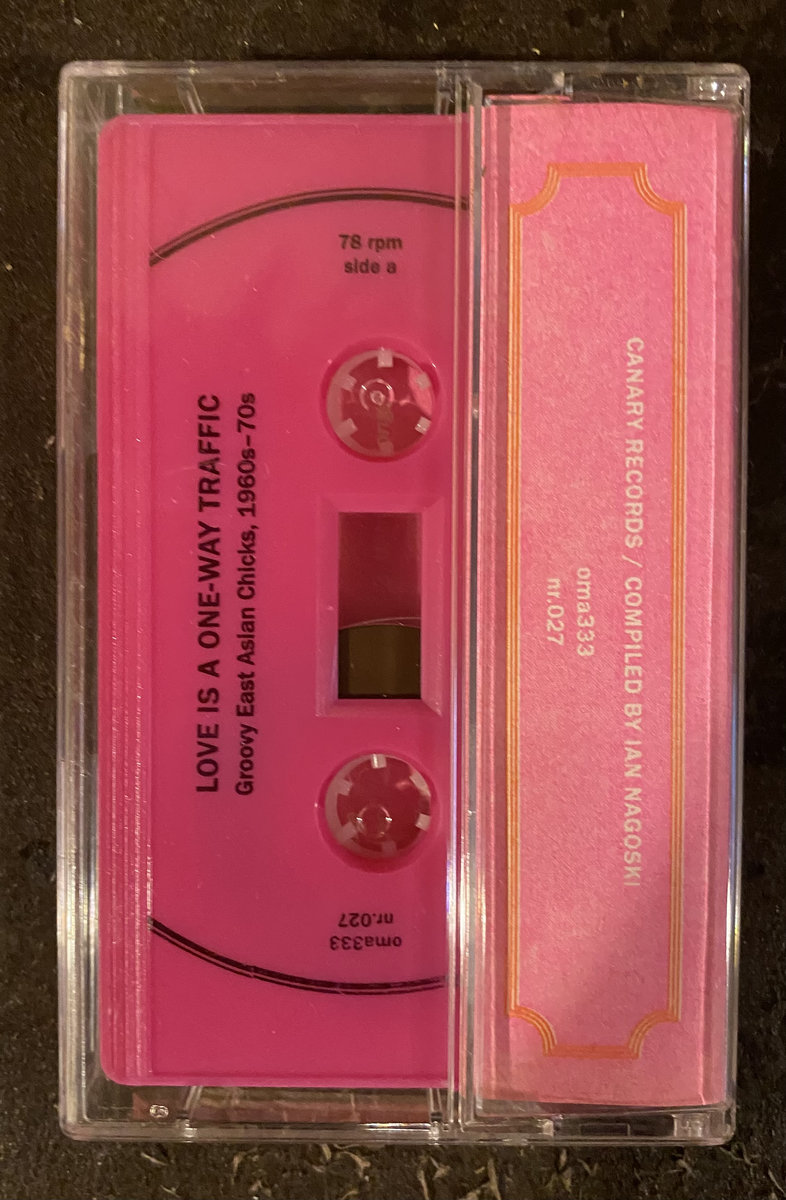 78 rpm
side a
LOVE IS A ONE-WAY TRAFFIC
Groovy East Asian Chicks, 1960s–70s
oma333
nr.027
CANARY RECORDS / COMPILED BY IAN NAGOSKI
oma333
nr.027